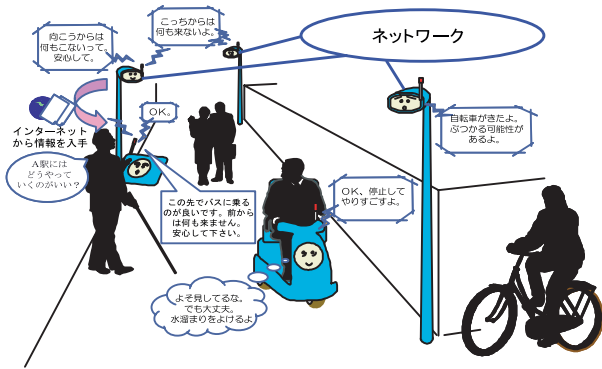 ネットワーク
向こうからは
何もこないって。
安心して。
こっちからは
何も来ないよ。
OK。
インターネット
から情報を入手
A駅には
どうやって
いくのがいい?
この先でバスに乗る
のが良いです。前から
は何も来ません。
安心して下さい。
自転車がきたよ。
ぶつかる可能性が
あるよ。
OK、停止して
やりすごすよ。
よそ見してるな。
でも大丈夫。
水溜まりをよけるよ